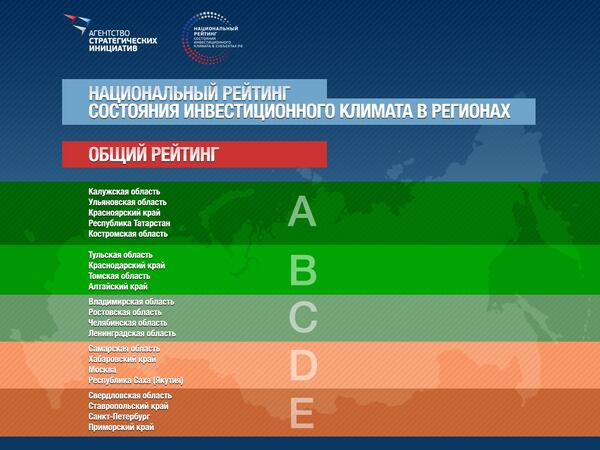 АГЕНТСТВО
СТРАТЕГИЧЕСКИХ
ИНИЦИАТИВ
НАЦИОНАЛЬНЫЙ
РЕЙТИНГ
СОСТОЯНИЯ
ИНВЕСТИЦИОННОГО
КЛИМАТА В СУБЪЕКТАХ РФ
НАЦИОНАЛЬНЫЙ РЕЙТИНГ
СОСТОЯНИЯ ИНВЕСТИЦИОННОГО КЛИМАТА В РЕГИОНАХ
ОБЩИЙ РЕЙТИНГ
Калужская область
Ульяновская область
Красноярский край
Республика Татарстан
Костромская область
A
Тульская область
Краснодарский край
Томская область
Алтайский край
B
Владимирская область
Ростовская область
Челябинская область
Ленинградская область
C
Самарская область
Хабаровский край
Москва
Республика Саха (Якутия)
D
Свердловская область
Ставропольский край
Санкт-Петербург
Приморский край
E